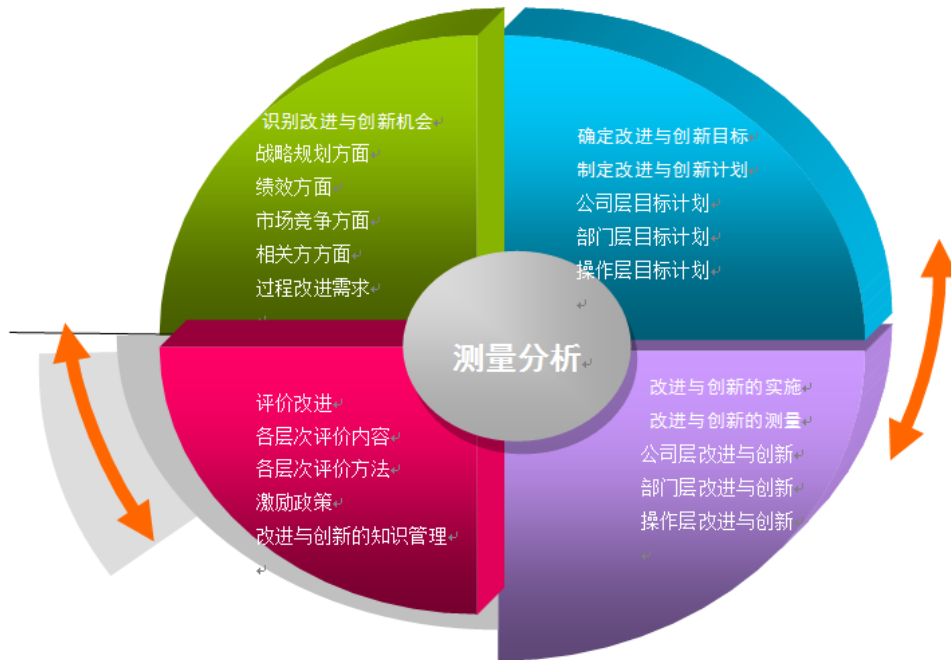 识别改进与创新机会
战略规划方面
绩效方面
市场竞争方面
相关方方面
过程改进需求
确定改进与创新目标
制定改进与创新计划
公司层目标计划
部门层目标计划
操作层目标计划
测量分析
评价改进
各层次评价内容
各层次评价方法
激励政策
改进与创新的知识管理
改进与创新的实施
改进与创新的测量
公司层改进与创新
部门层改进与创新
操作层改进与创新